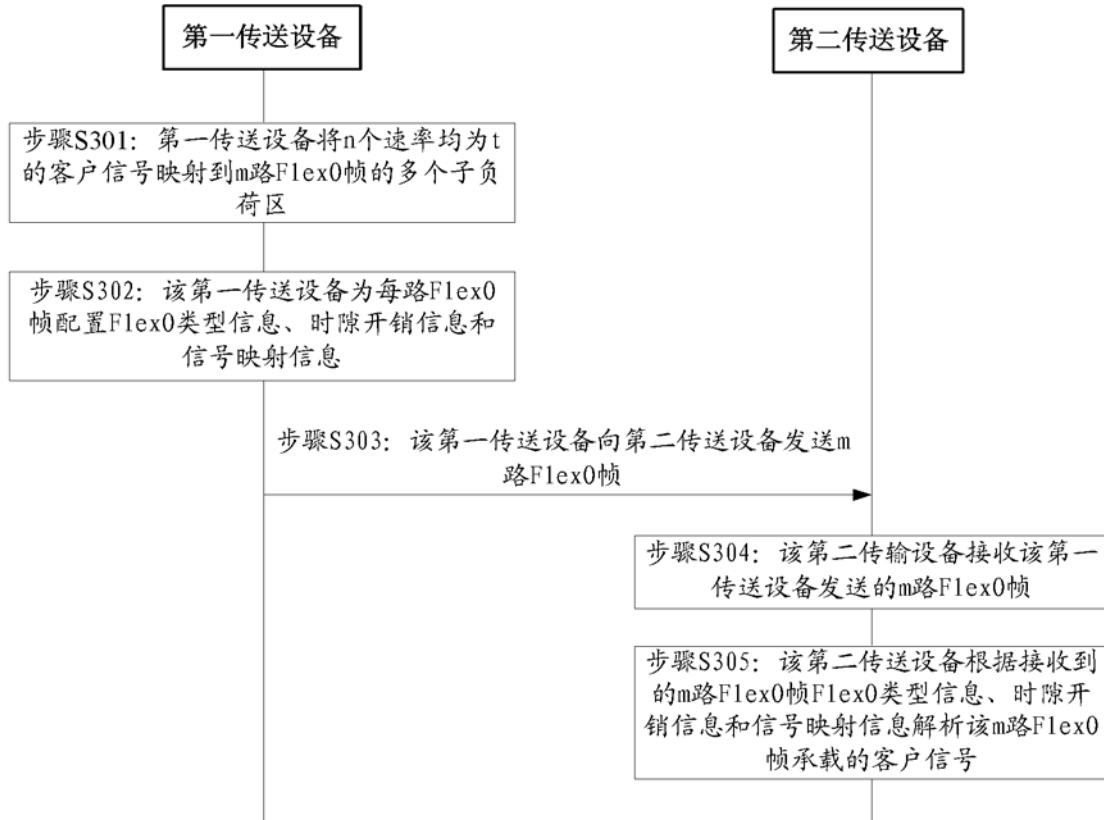 第一传送设备
第二传送设备
步骤S301：第一传送设备将n个速率均为t
的客户信号映射到m路FlexO帧的多个子负
荷区
步骤S302：该第一传送设备为每路FlexO
帧配置FlexO类型信息、时隙开销信息和
信号映射信息
步骤S303：该第一传送设备向第二传送设备发送m
路FlexO帧
步骤S304：该第二传输设备接收该第一
传送设备发送的m路FlexO帧
步骤S305：该第二传送设备根据接收到
的m路FlexO帧FlexO类型信息、时隙开
销信息和信号映射信息解析该m路FlexO
帧承载的客户信号